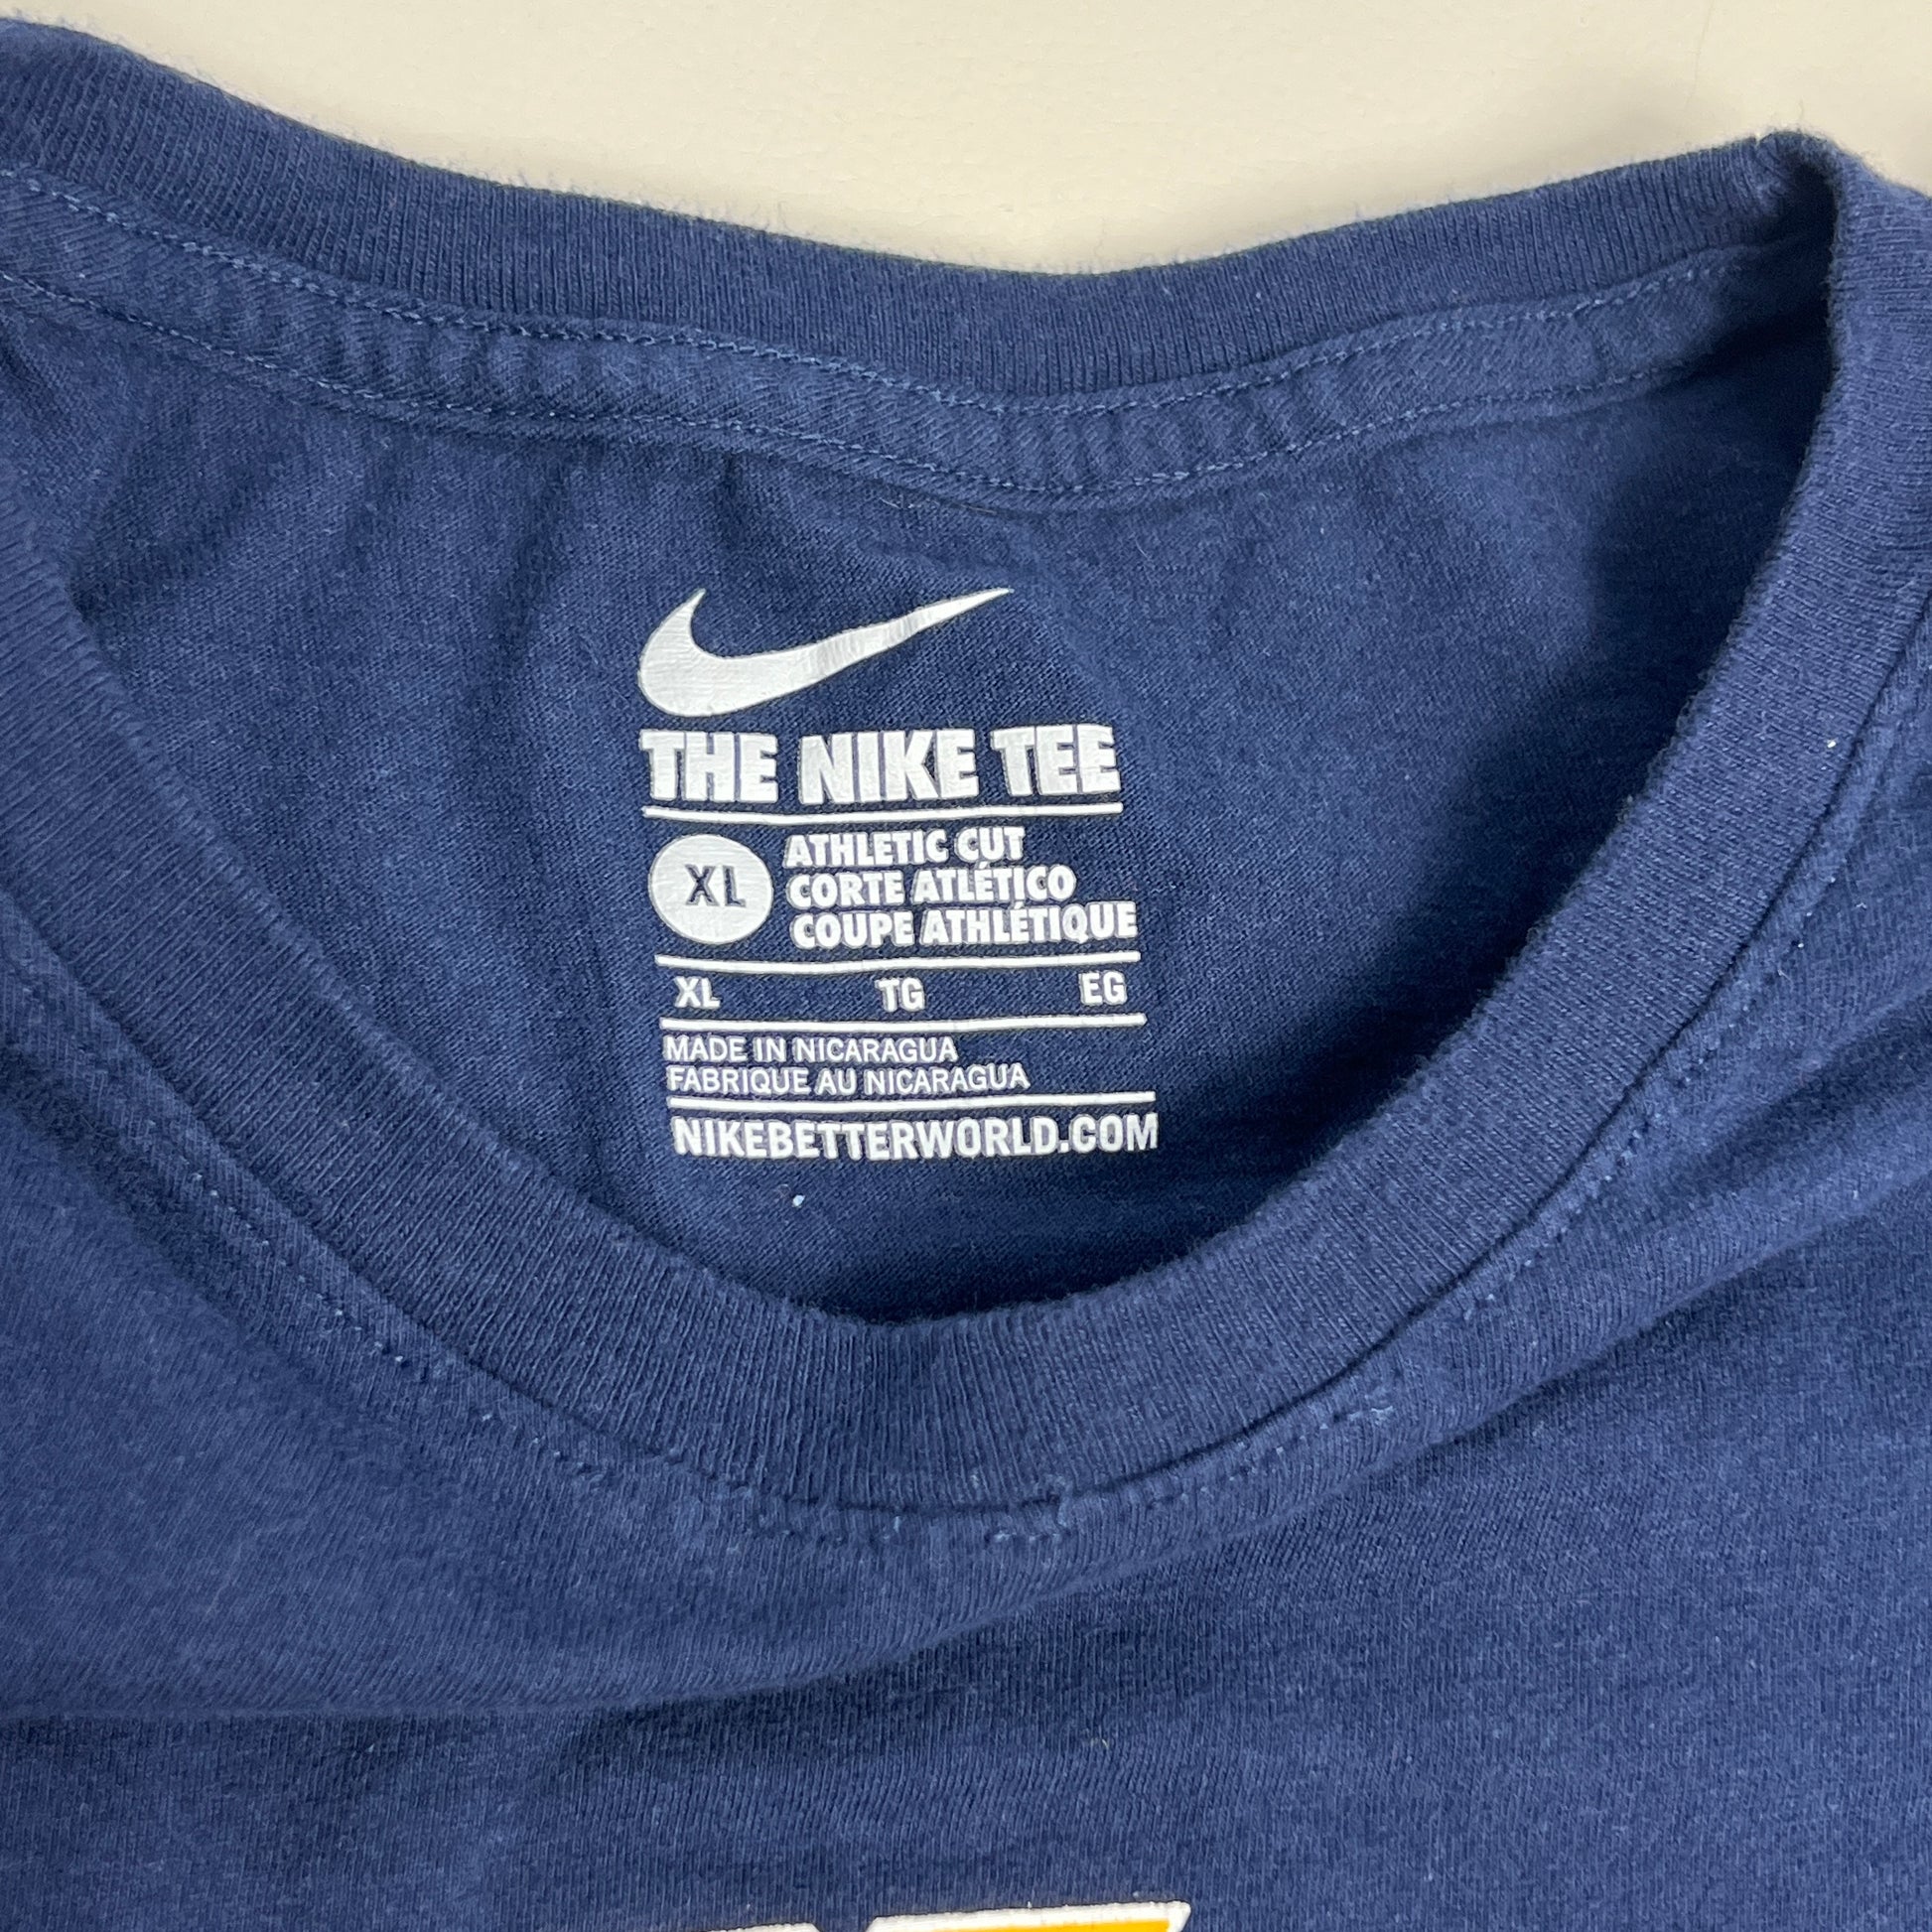 THE NIKE TEE
XL
ATHLETIC CUT
CORTE ATLÉTICO
COUPE ATHLÉTIQUE
XL TG EG
MADE IN NICARAGUA
FABRIQUE AU NICARAGUA
NIKEBETTERWORLD.COM